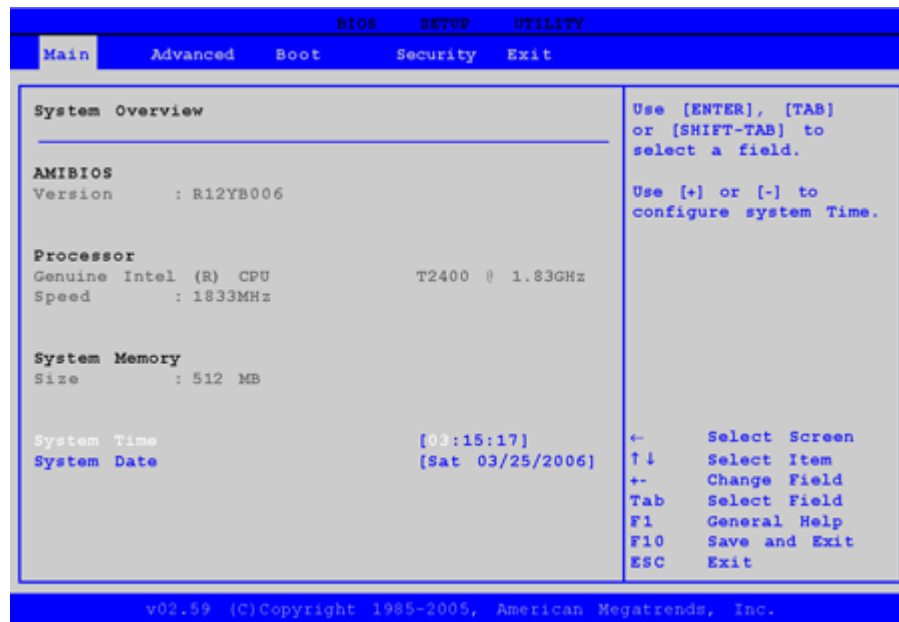 BIOS SETUP UTILITY
Main Advanced Boot Security Exit
System Overview
AMIBIOS
Version : R12YB006
Processor
Genuine Intel (R) CPU T2400 @ 1.83GHz
Speed : 1833MHz
System Memory
Size : 512 MB
System Time [03:15:17]
System Date [Sat 03/25/2006]
Use [ENTER], [TAB]
or [SHIFT-TAB] to
select a field.
Use [+] or [-] to
configure system Time.
← Select Screen
↑↓ Select Item
+- Change Field
Tab Select Field
F1 General Help
F10 Save and Exit
ESC Exit
v02.59 (C)Copyright 1985-2005, American Megatrends, Inc.